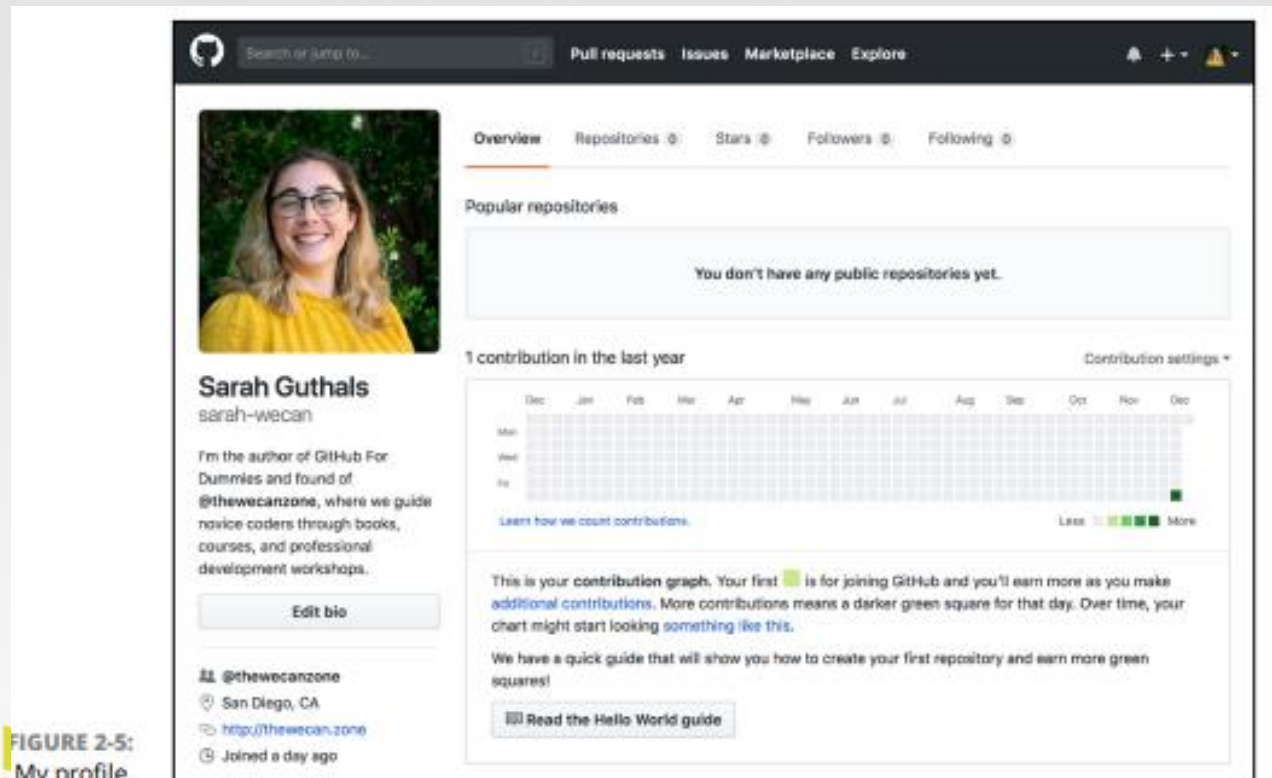 Search or jump to...
Pull requests Issues Marketplace Explore
Overview Repositories 0 Stars 0 Followers 0 Following 0
Popular repositories
You don't have any public repositories yet.
1 contribution in the last year
Contribution settings
Dec Jan Feb Mar Apr May Jun Jul Aug Sep Oct Nov Dec
Mon
Wed
Fri
Learn how we count contributions.
Less More
This is your contribution graph. Your first is for joining GitHub and you'll earn more as you make
additional contributions. More contributions means a darker green square for that day. Over time, your
chart might start looking something like this.
We have a quick guide that will show you how to create your first repository and earn more green
squares!
Read the Hello World guide
Sarah Guthals
sarah-wecan
I'm the author of GitHub For
Dummies and found of
@thewecanzone, where we guide
novice coders through books,
courses, and professional
development workshops.
Edit bio
@thewecanzone
San Diego, CA
http://thewecan.zone
Joined a day ago
FIGURE 2-5:
My profile